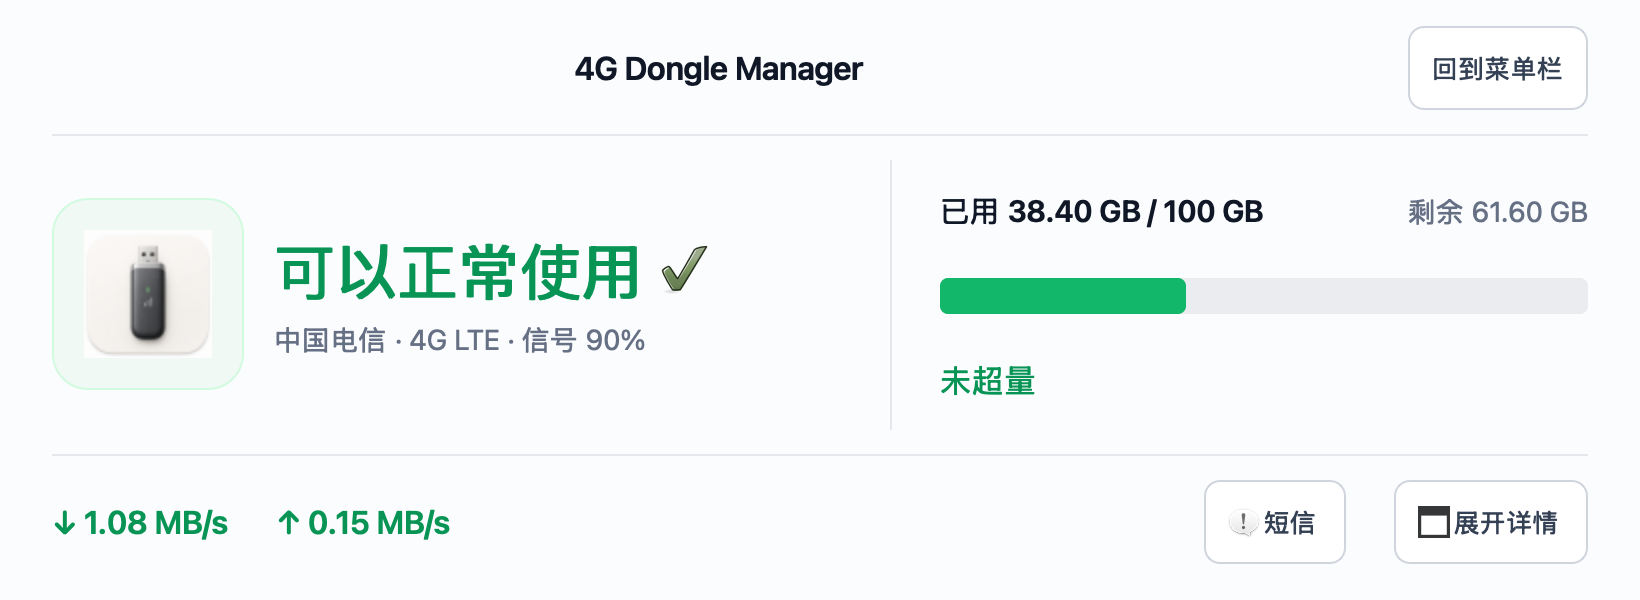 4G Dongle Manager
回到菜单栏
可以正常使用 ✔
中国电信 · 4G LTE · 信号 90%
已用 38.40 GB / 100 GB
剩余 61.60 GB
未超量
↓ 1.08 MB/s
↑ 0.15 MB/s
短信
展开详情